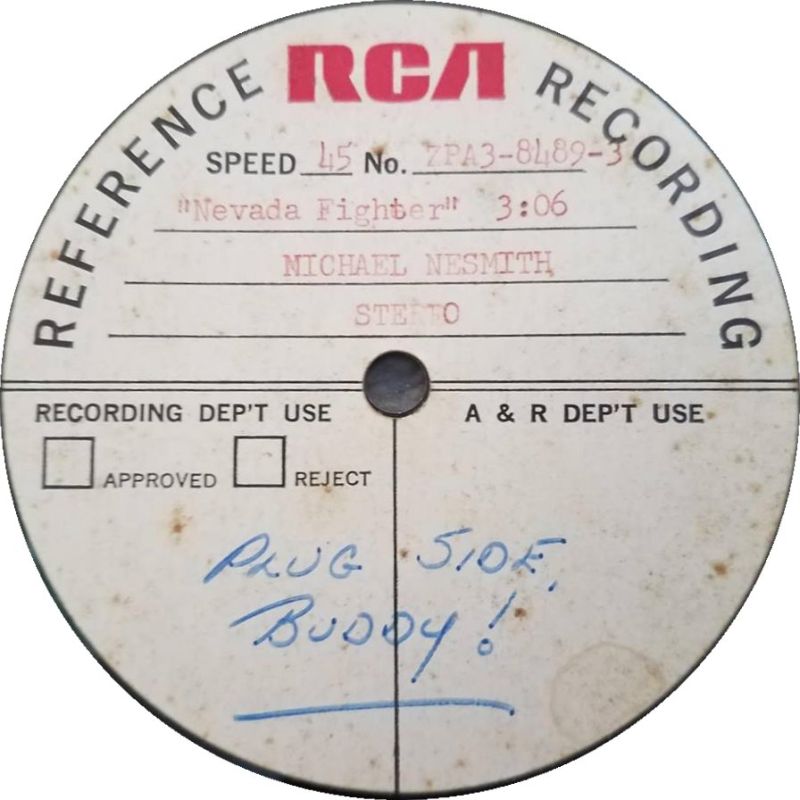 RCA
REFERENCE RECORDING
SPEED 45 No. ZPA3-8489-3
"Nevada Fighter" 3:06
MICHAEL NESMITH
STEREO
RECORDING DEP'T USE
A & R DEP'T USE
APPROVED REJECT
PLUG SIDE,
BUDDY!